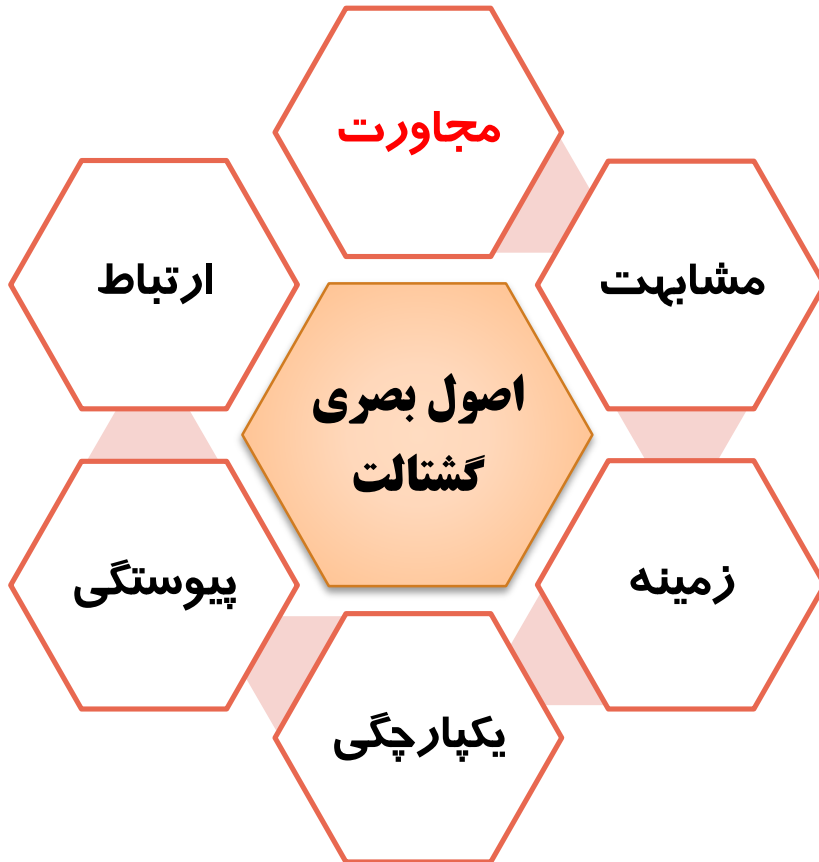 مجاورت
مشابهت
زمینه
یکپارچگی
پیوستگی
ارتباط
اصول بصری
گشتالت